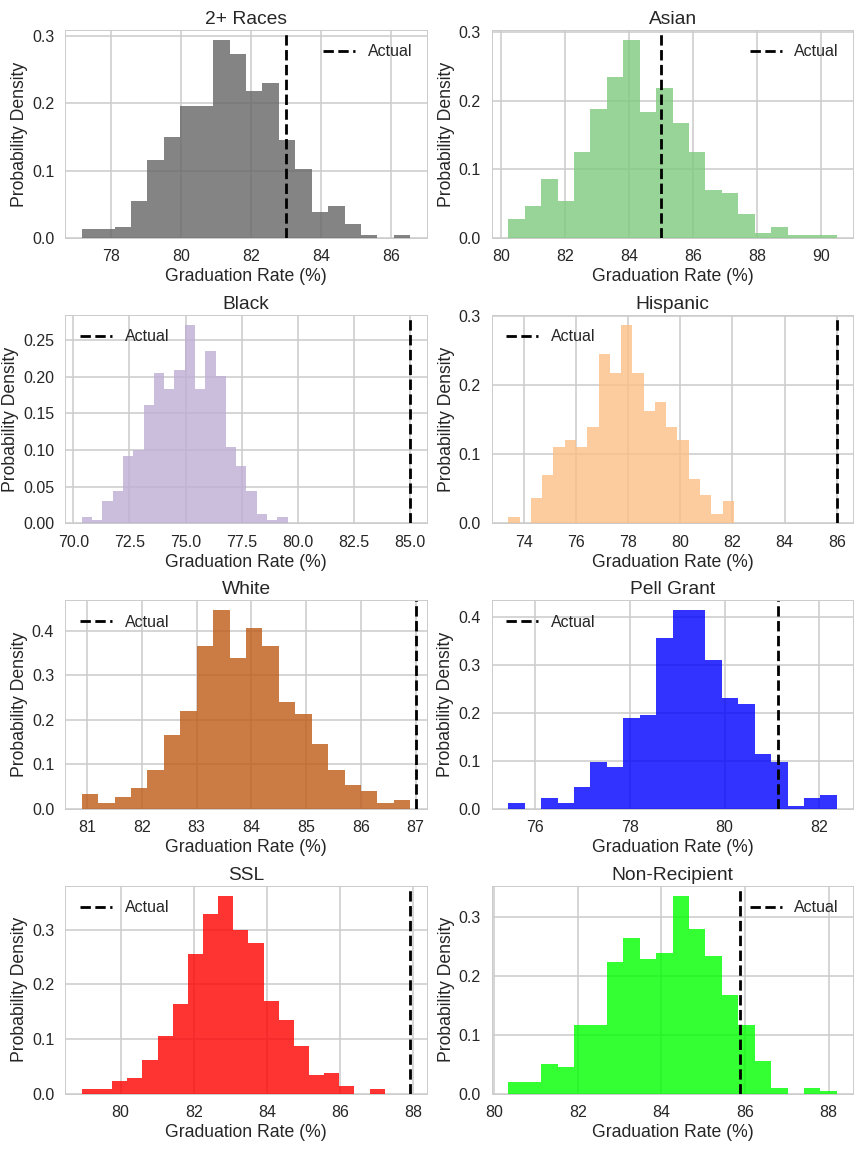 2+ Races
Probability Density
0.3
0.2
0.1
0.0
Actual
78 80 82 84 86
Graduation Rate (%)
Asian
Probability Density
0.3
0.2
0.1
0.0
Actual
80 82 84 86 88 90
Graduation Rate (%)
Black
Probability Density
0.25
0.20
0.15
0.10
0.05
0.00
Actual
70.0 72.5 75.0 77.5 80.0 82.5 85.0
Graduation Rate (%)
Hispanic
Probability Density
0.3
0.2
0.1
0.0
Actual
74 76 78 80 82 84 86
Graduation Rate (%)
White
Probability Density
0.4
0.3
0.2
0.1
0.0
Actual
81 82 83 84 85 86 87
Graduation Rate (%)
Pell Grant
Probability Density
0.4
0.3
0.2
0.1
0.0
Actual
76 78 80 82
Graduation Rate (%)
SSL
Probability Density
0.3
0.2
0.1
0.0
Actual
80 82 84 86 88
Graduation Rate (%)
Non-Recipient
Probability Density
0.3
0.2
0.1
0.0
Actual
80 82 84 86 88
Graduation Rate (%)